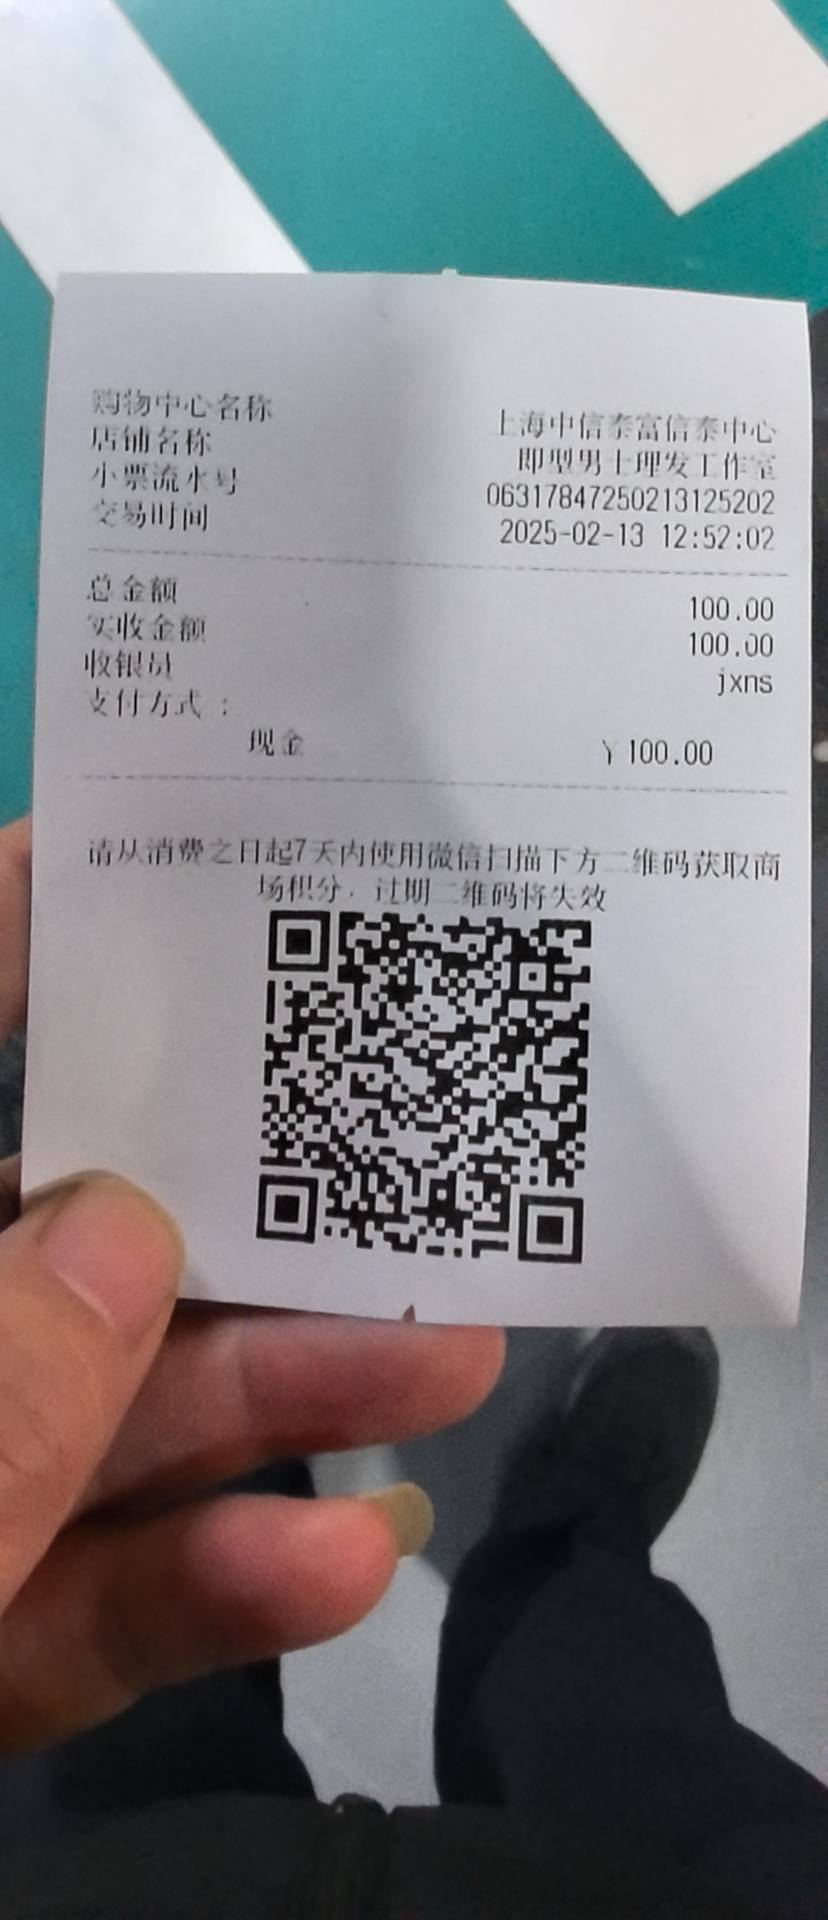 购物中心名称 上海中信泰富信泰中心
店铺名称 即型男士理发工作室
小票流水号 06317847250213125202
交易时间 2025-02-13 12:52:02
总金额 100.00
实收金额 100.00
收银员 jxns
支付方式 :
现金 ¥100.00
请从消费之日起7天内使用微信扫描下方二维码获取商
场积分，过期二维码将失效